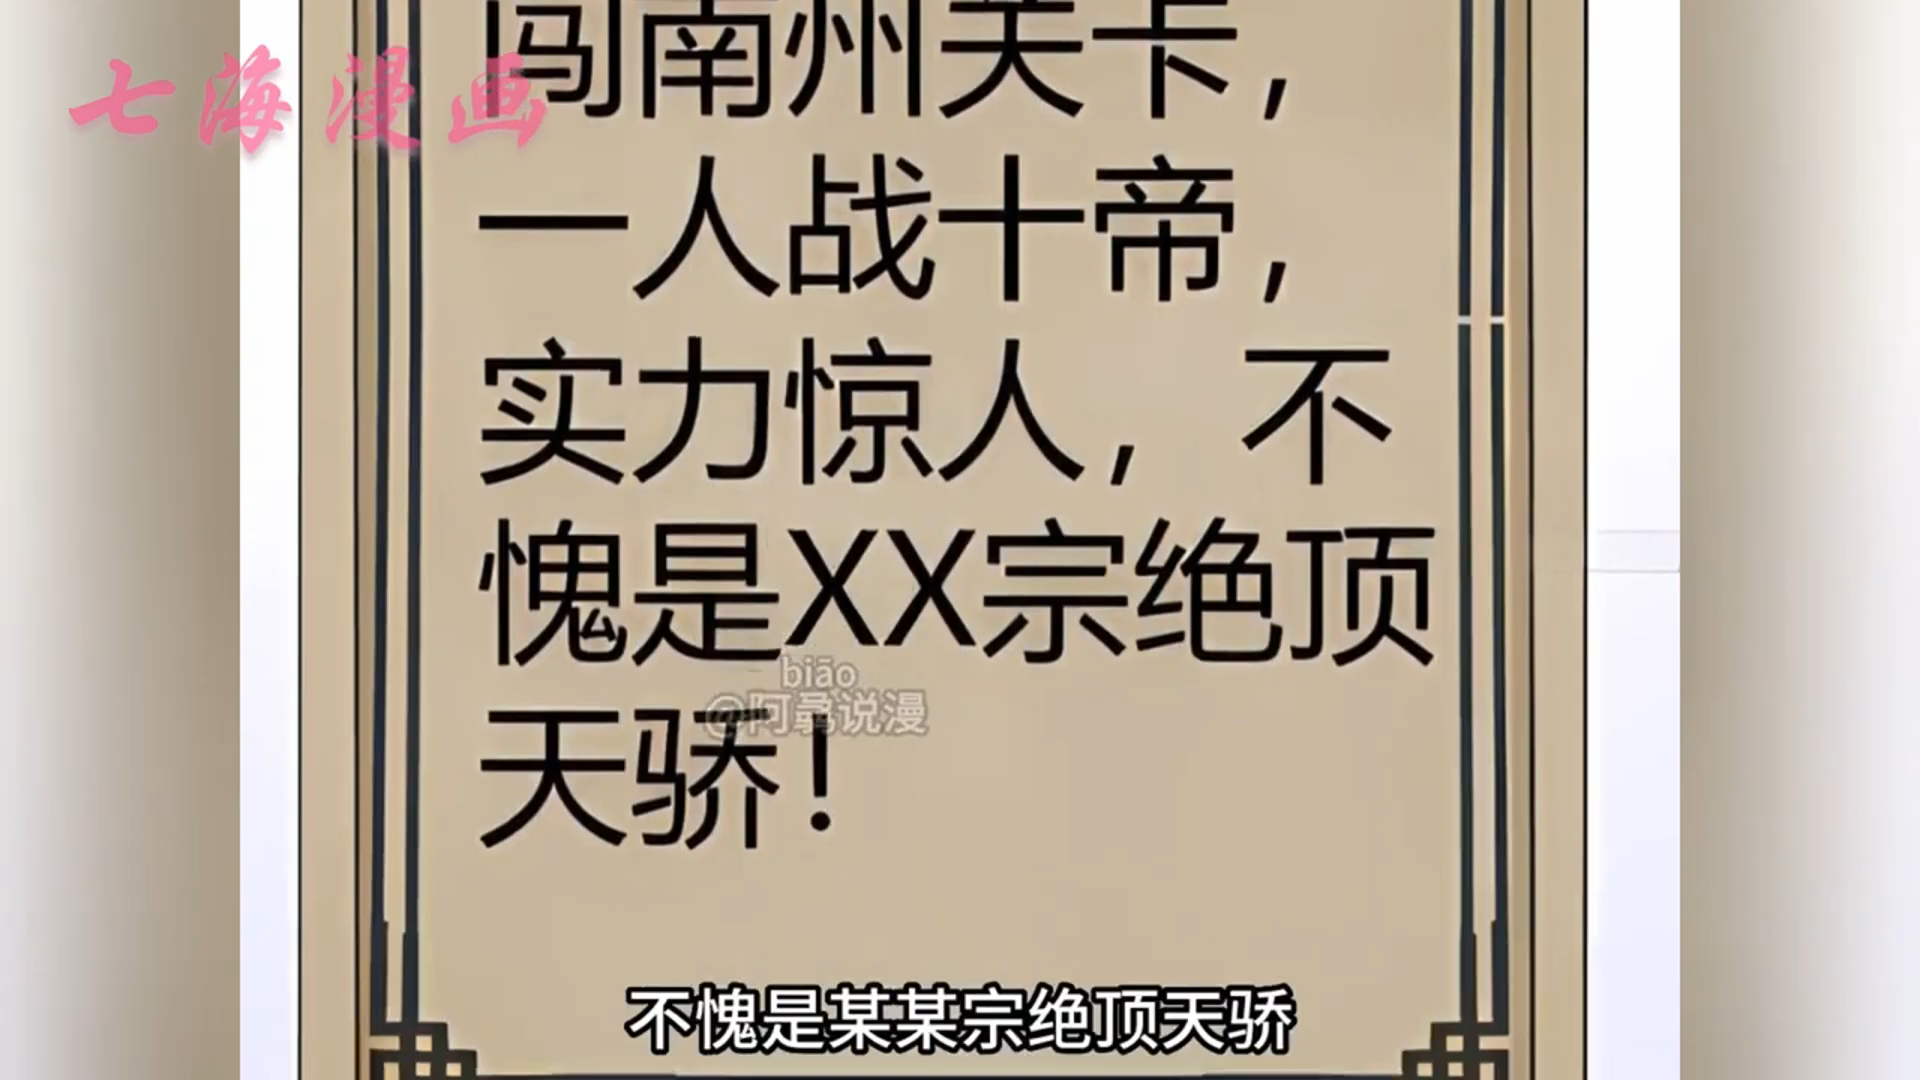 七海漫画
闯南州关卡，
一人战十帝，
实力惊人，不
愧是XX宗绝顶
biāo
@阿骉说漫
天骄！
不愧是某某宗绝顶天骄